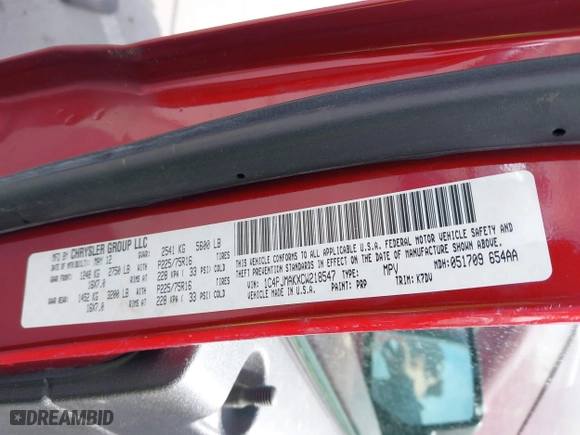 MFD BY CHRYSLER GROUP LLC
DATE OF MFR MAY 12 GVWR: 2541 KG 5600 LB
GAWR FRONT: 1248 KG 2750 LB WITH P225/75R16 TIRES
16X7.0 RIMS AT 228 KPA ( 33 PSI) COLD
GAWR REAR: 1452 KG 3200 LB WITH P225/75R16 TIRES
16X7.0 RIMS AT 228 KPA ( 33 PSI) COLD
THIS VEHICLE CONFORMS TO ALL APPLICABLE U.S.A. FEDERAL MOTOR VEHICLE SAFETY AND
THEFT PREVENTION STANDARDS IN EFFECT ON THE DATE OF MANUFACTURE SHOWN ABOVE.
VEHICLE MADE IN U.S.A. MDH: 051709 654AA
VIN: 1C4PJMAKXCW218547 TYPE: MPV
PAINT: PRP TRIM: K7DV
DREAMBID